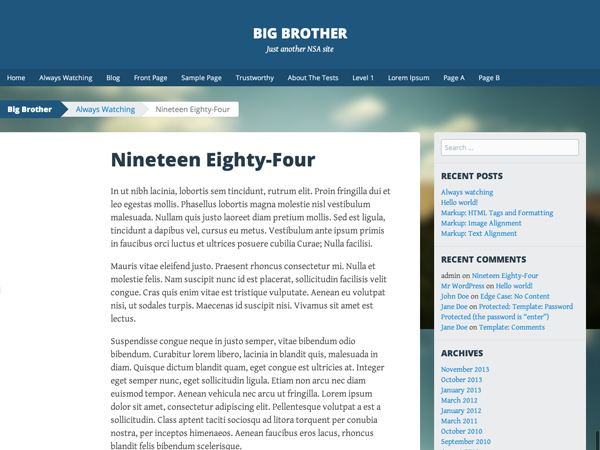 BIG BROTHER
Just another NSA site
Home Always Watching Blog Front Page Sample Page Trustworthy About The Tests Level 1 Lorem Ipsum Page A Page B
Big Brother Always Watching Nineteen Eighty-Four
Nineteen Eighty-Four
In ut nibh lacinia, lobortis sem tincidunt, rutrum elit. Proin fringilla dui et
leo egestas mollis. Phasellus lobortis magna molestie nisl vestibulum
malesuada. Nullam quis justo laoreet diam pretium mollis. Sed est ligula,
tincidunt a dapibus vel, cursus eu metus. Vestibulum ante ipsum primis
in faucibus orci luctus et ultrices posuere cubilia Curae; Nulla facilisi.
Mauris vitae eleifend justo. Praesent rhoncus consectetur mi. Nulla et
molestie felis. Nam suscipit nunc id est placerat, sollicitudin facilisis velit
congue. Cras quis enim vitae est tristique vulputate. Aenean eu volutpat
nisi, ut sodales turpis. Maecenas id suscipit nisi. Vivamus sit amet est
lectus.
Suspendisse congue neque in justo semper, vitae bibendum odio
bibendum. Curabitur lorem libero, lacinia in blandit quis, malesuada in
diam. Quisque dictum blandit quam, eget congue est ultricies at. Integer
eget semper nunc, eget sollicitudin ligula. Etiam non arcu nec diam
euismod tempor. Aenean vehicula nec arcu ut fringilla. Lorem ipsum
dolor sit amet, consectetur adipiscing elit. Pellentesque volutpat a est a
sollicitudin. Class aptent taciti sociosqu ad litora torquent per conubia
nostra, per inceptos himenaeos. Aenean faucibus eros lacus, rhoncus
blandit felis bibendum scelerisque.
Search ...
RECENT POSTS
Always watching
Hello world!
Markup: HTML Tags and Formatting
Markup: Image Alignment
Markup: Text Alignment
RECENT COMMENTS
admin on Nineteen Eighty-Four
Mr WordPress on Hello world!
John Doe on Edge Case: No Content
Jane Doe on Protected: Template: Password
Protected (the password is “enter”)
Jane Doe on Template: Comments
ARCHIVES
November 2013
October 2013
January 2013
March 2012
January 2012
March 2011
October 2010
September 2010